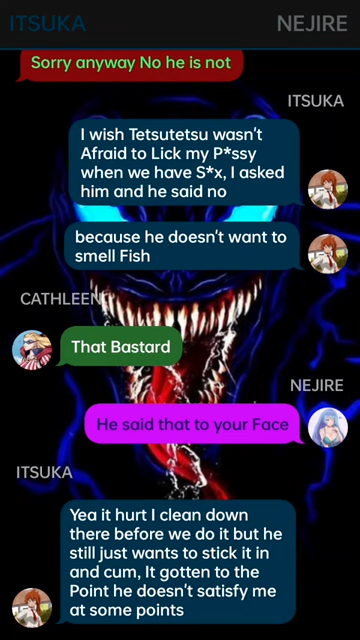 ITSUKA
NEJIRE
Sorry anyway No he is not
ITSUKA
I wish Tetsutetsu wasn't
Afraid to Lick my P*ssy
when we have S*x, I asked
him and he said no
because he doesn't want to
smell Fish
CATHLEEN
That Bastard
NEJIRE
He said that to your Face
ITSUKA
Yea it hurt I clean down
there before we do it but he
still just wants to stick it in
and cum, It gotten to the
Point he doesn't satisfy me
at some points